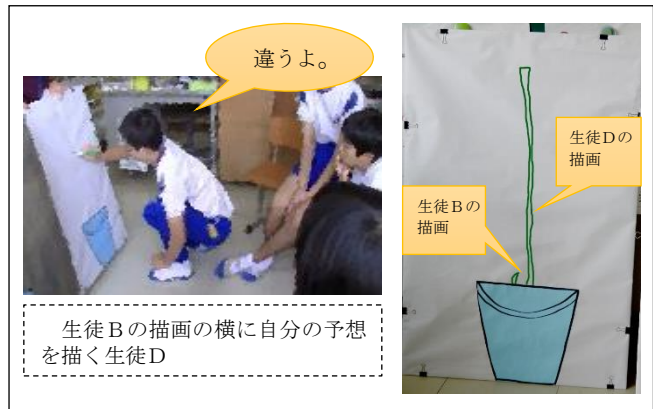 違うよ。
生徒Dの
描画
生徒Bの
描画
生徒Bの描画の横に自分の予想
を描く生徒D